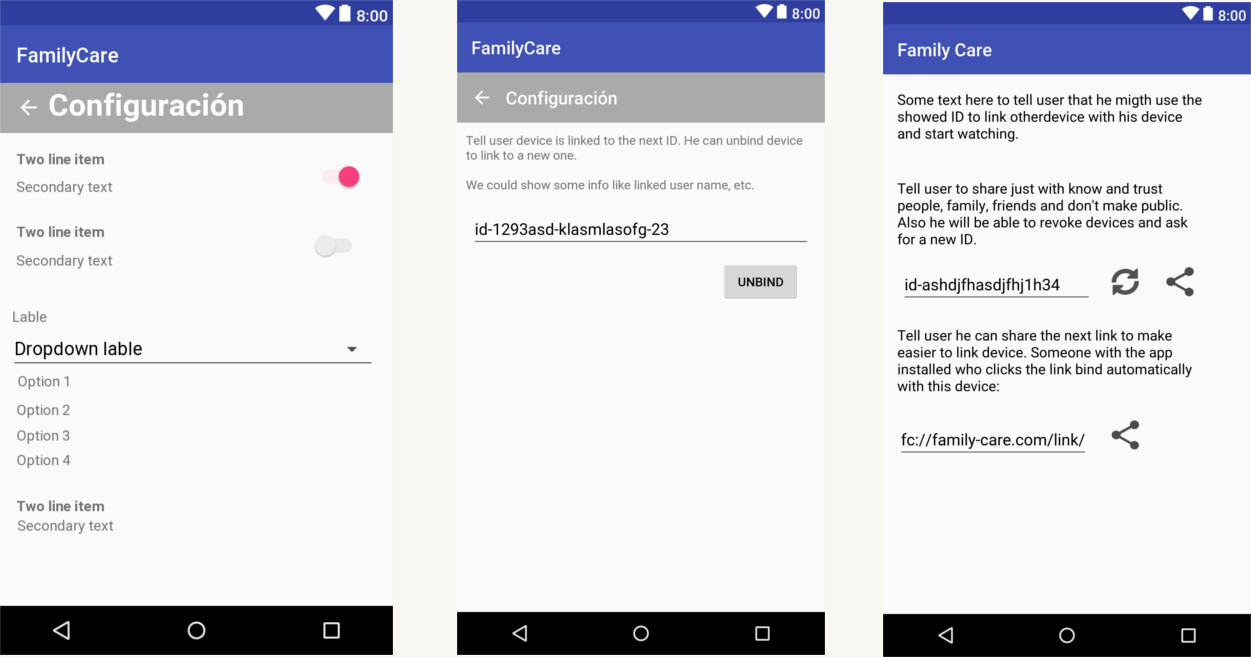 8:00
FamilyCare
Configuración
Two line item
Secondary text
Two line item
Secondary text
Lable
Dropdown lable
Option 1
Option 2
Option 3
Option 4
Two line item
Secondary text
8:00
FamilyCare
Configuración
Tell user device is linked to the next ID. He can unbind device
to link to a new one.
We could show some info like linked user name, etc.
id-1293asd-klasmlasofg-23
UNBIND
8:00
Family Care
Some text here to tell user that he migth use the
showed ID to link otherdevice with his device
and start watching.
Tell user to share just with know and trust
people, family, friends and don't make public.
Also he will be able to revoke devices and ask
for a new ID.
id-ashdjfhasdjfhj1h34
Tell user he can share the next link to make
easier to link device. Someone with the app
installed who clicks the link bind automatically
with this device:
fc://family-care.com/link/